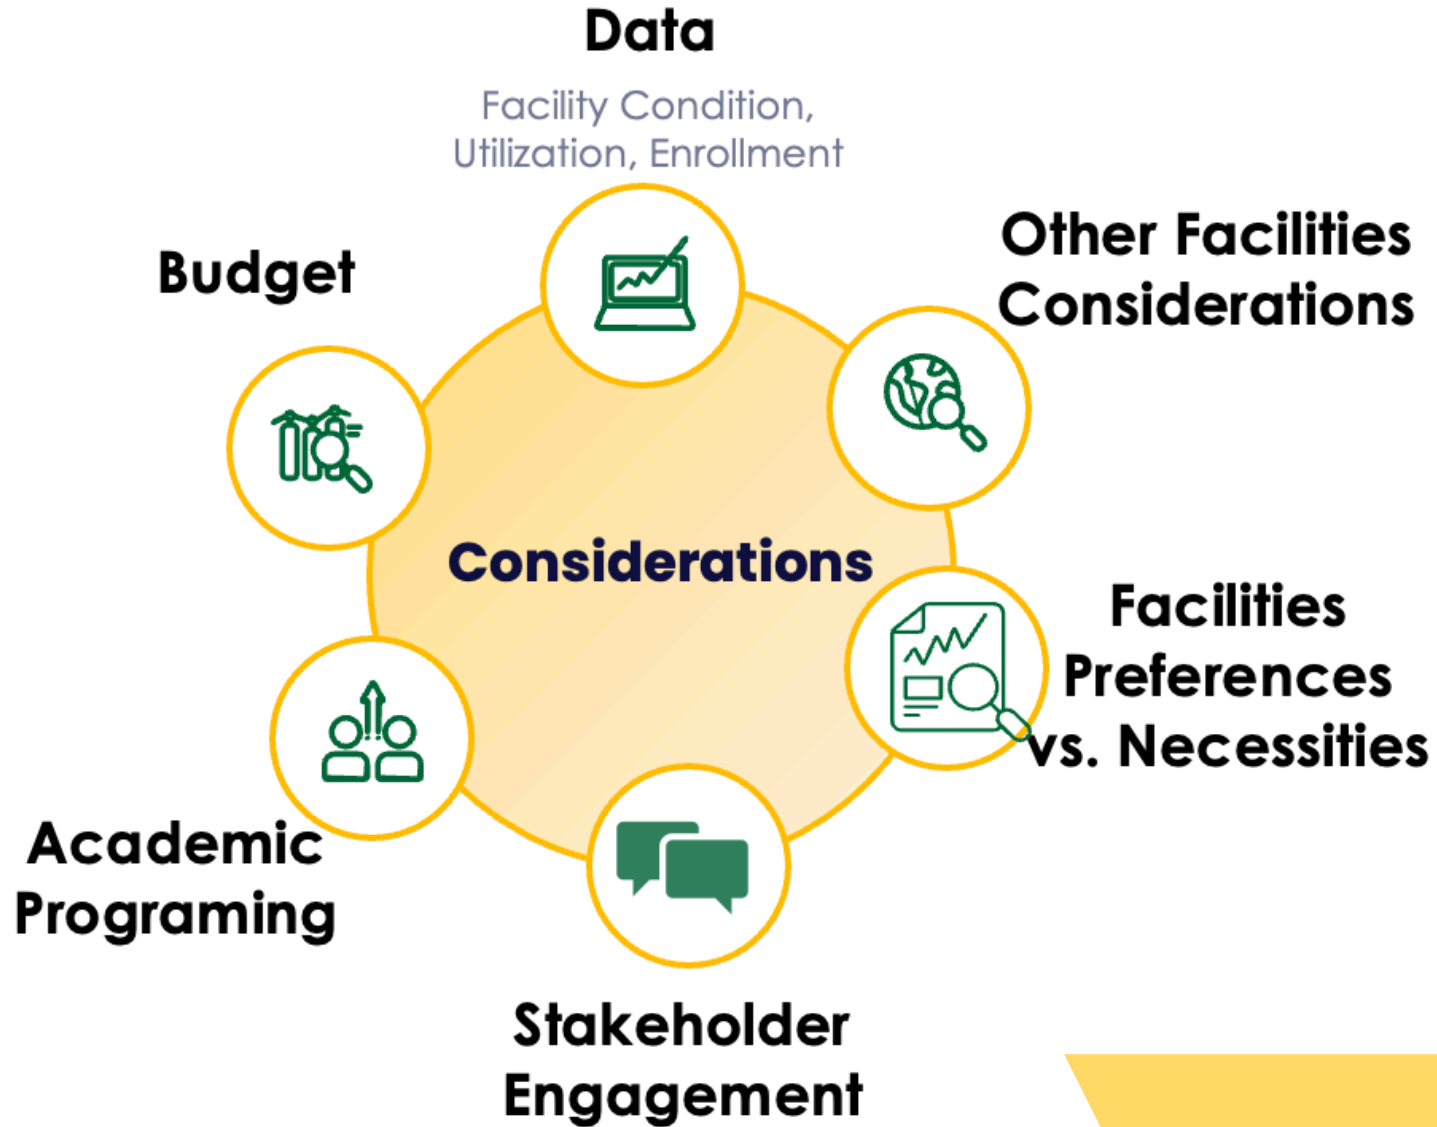 Data
Facility Condition,
Utilization, Enrollment
Other Facilities
Considerations
Budget
Considerations
Facilities
Preferences
vs. Necessities
Academic
Programing
Stakeholder
Engagement